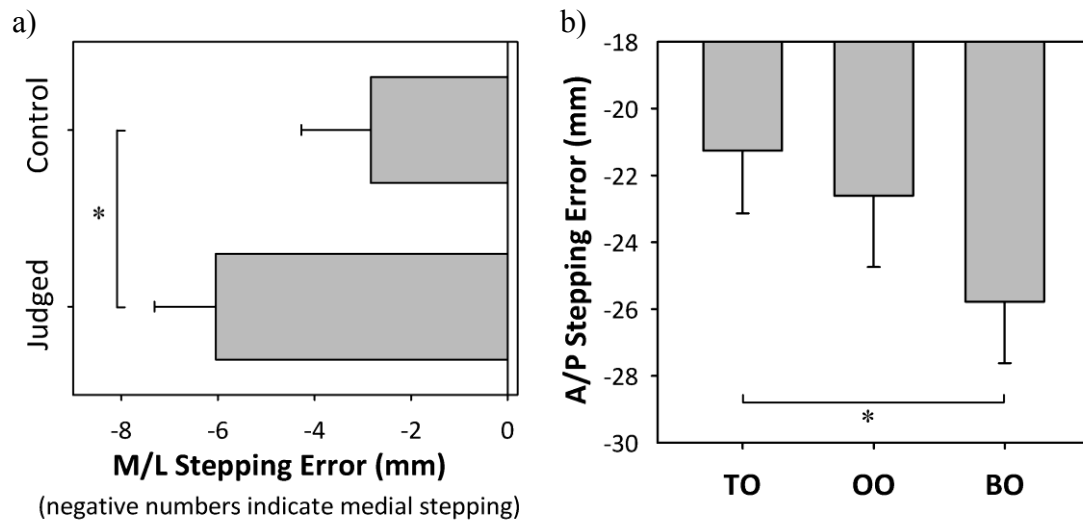 a)
Control
Judged
*
-8 -6 -4 -2 0
M/L Stepping Error (mm)
(negative numbers indicate medial stepping)
b)
A/P Stepping Error (mm)
-18
-20
-22
-24
-26
-28
-30
*
TO OO BO